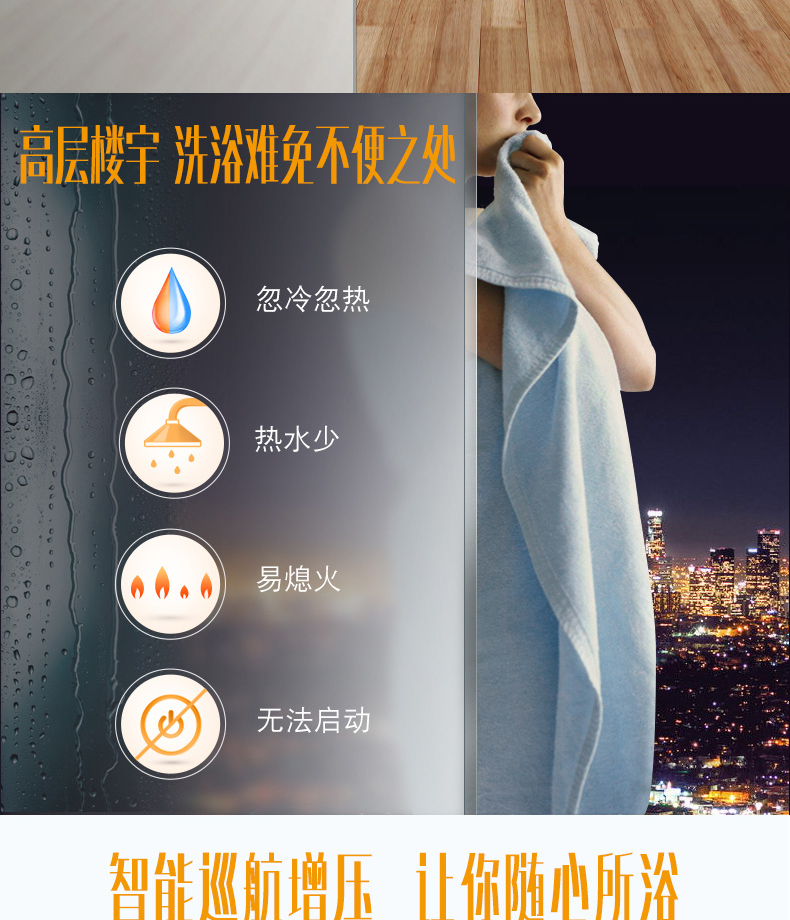 高层楼宇 洗浴难免不便之处
忽冷忽热
热水少
易熄火
无法启动
智能巡航增压 让你随心所浴